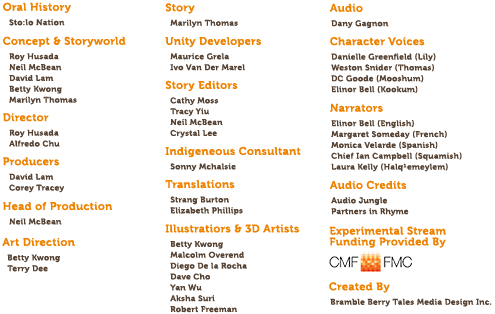 Oral History
Sto:lo Nation
Concept & Storyworld
Roy Husada
Neil McBean
David Lam
Betty Kwong
Marilyn Thomas
Director
Roy Husada
Alfredo Chu
Producers
David Lam
Corey Tracey
Head of Production
Neil McBean
Art Direction
Betty Kwong
Terry Dee
Story
Marilyn Thomas
Unity Developers
Maurice Grela
Ivo Van Der Marel
Story Editors
Cathy Moss
Tracy Yiu
Neil McBean
Crystal Lee
Indigeneous Consultant
Sonny Mchalsie
Translations
Strang Burton
Elizabeth Phillips
Illustratiors & 3D Artists
Betty Kwong
Malcolm Overend
Diego De la Rocha
Dave Cho
Yan Wu
Aksha Suri
Robert Freeman
Audio
Dany Gagnon
Character Voices
Danielle Greenfield (Lily)
Weston Snider (Thomas)
DC Goode (Mooshum)
Elinor Bell (Kookum)
Narrators
Elinor Bell (English)
Margaret Someday (French)
Monica Velarde (Spanish)
Chief Ian Campbell (Squamish)
Laura Kelly (Halq¹emeylem)
Audio Credits
Audio Jungle
Partners in Rhyme
Experimental Stream
Funding Provided By
CMF FMC
Created By
Bramble Berry Tales Media Design Inc.